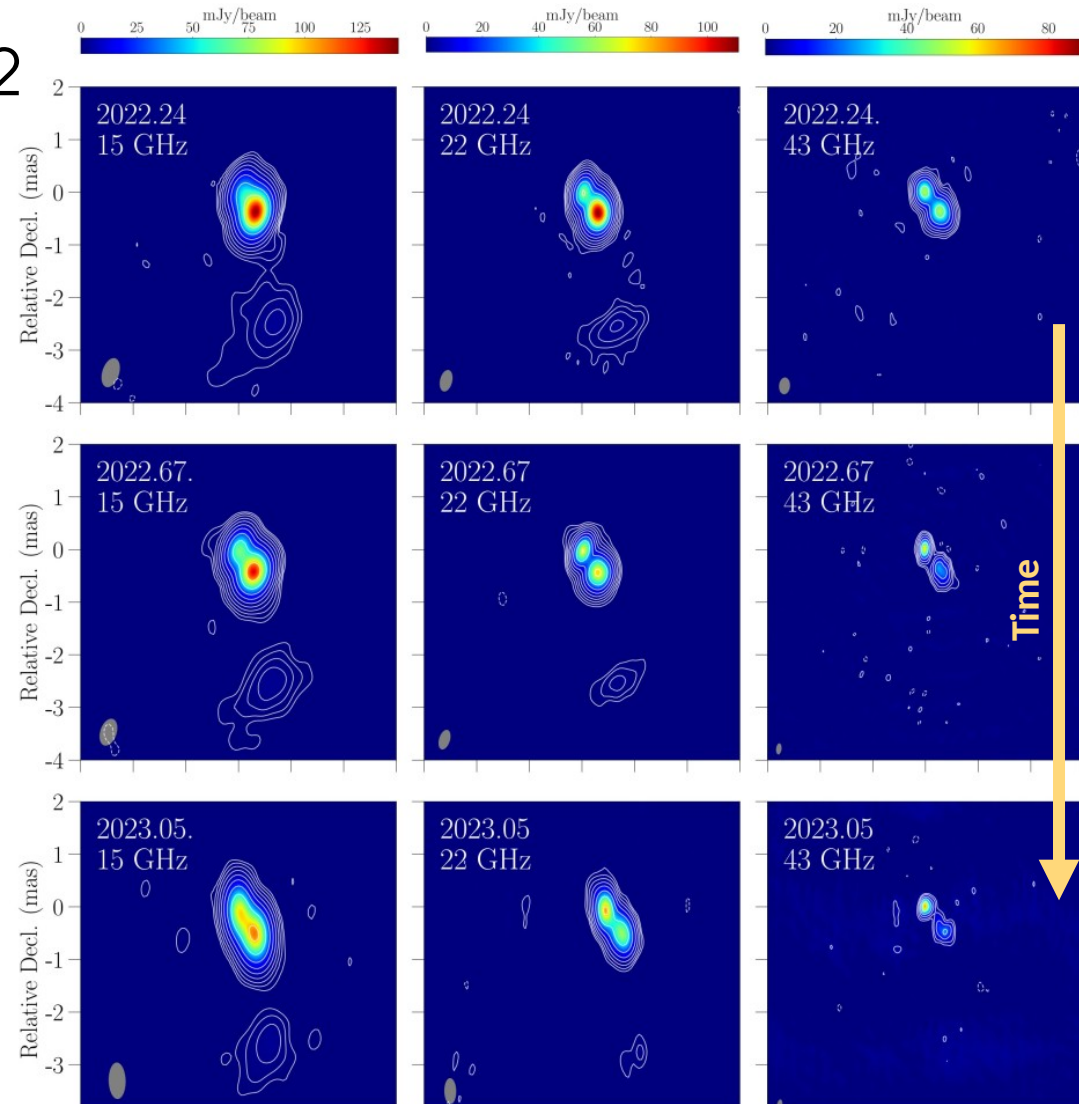 2
mJy/beam
0 25 50 75 100 125
mJy/beam
0 20 40 60 80 100
mJy/beam
0 20 40 60 80
2022.24
15 GHz
2022.24
22 GHz
2022.24.
43 GHz
Relative Decl. (mas)
2
1
0
-1
-2
-3
-4
2022.67.
15 GHz
2022.67
22 GHz
2022.67
43 GHz
Relative Decl. (mas)
2
1
0
-1
-2
-3
-4
Time
2023.05.
15 GHz
2023.05
22 GHz
2023.05
43 GHz
Relative Decl. (mas)
2
1
0
-1
-2
-3